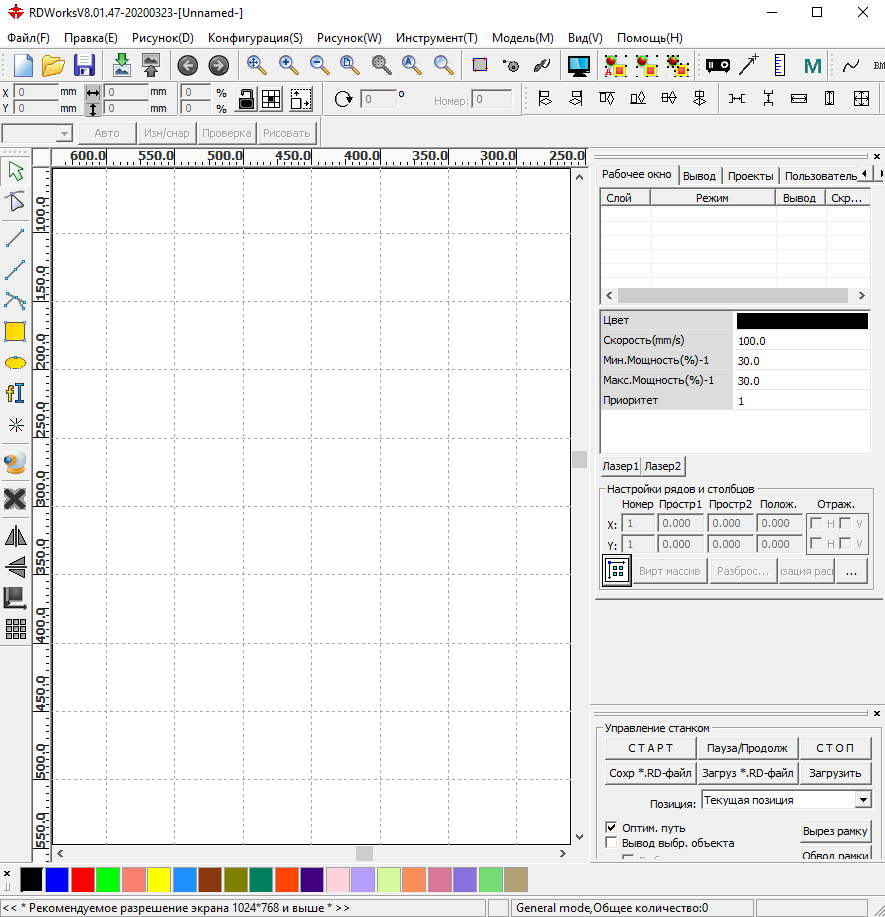 RDWorksV8.01.47-20200323-[Unnamed-]
Файл(F) Правка(E) Рисунок(D) Конфигурация(S) Рисунок(W) Инструмент(T) Модель(M) Вид(V) Помощь(H)
X 0 mm 0 mm 0 %
Y 0 mm 0 mm 0 %
0 ° Номер: 0
Авто Изн/снар Проверка Рисовать
600.0 550.0 500.0 450.0 400.0 350.0 300.0 250.0
100.0
150.0
200.0
250.0
300.0
350.0
400.0
450.0
500.0
550.0
Рабочее окно Вывод Проекты Пользователь
Слой Режим Вывод Скр...
Цвет
Скорость(mm/s) 100.0
Мин.Мощность(%)-1 30.0
Макс.Мощность(%)-1 30.0
Приоритет 1
Лазер1 Лазер2
Настройки рядов и столбцов
Номер Простр1 Простр2 Полож. Отраж.
X: 1 0.000 0.000 0.000 H V
Y: 1 0.000 0.000 0.000 H V
Вирт массив Разброс... ...
Управление станком
СТАРТ Пауза/Продолж СТОП
Сохр *.RD-файл Загруз *.RD-файл Загрузить
Позиция: Текущая позиция
Оптим. путь
Вывод выбр. объекта
Вырез рамку
Обвод рамки
<< * Рекомендуемое разрешение экрана 1024*768 и выше * >> General mode,Общее количество:0